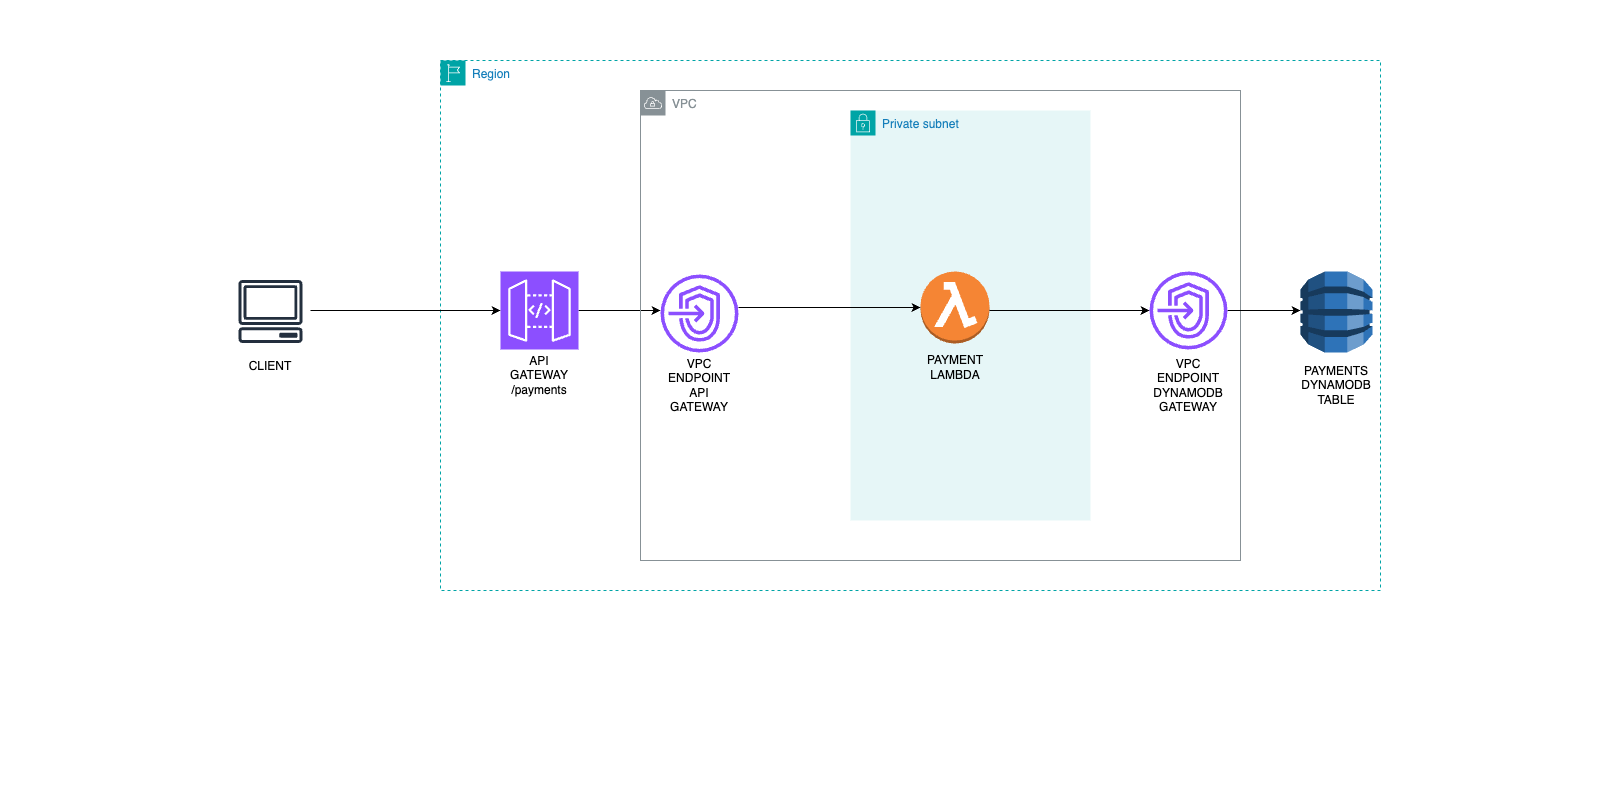 Region
VPC
Private subnet
CLIENT
API
GATEWAY
/payments
</>
VPC
ENDPOINT
API
GATEWAY
PAYMENT
LAMBDA
VPC
ENDPOINT
DYNAMODB
GATEWAY
PAYMENTS
DYNAMODB
TABLE